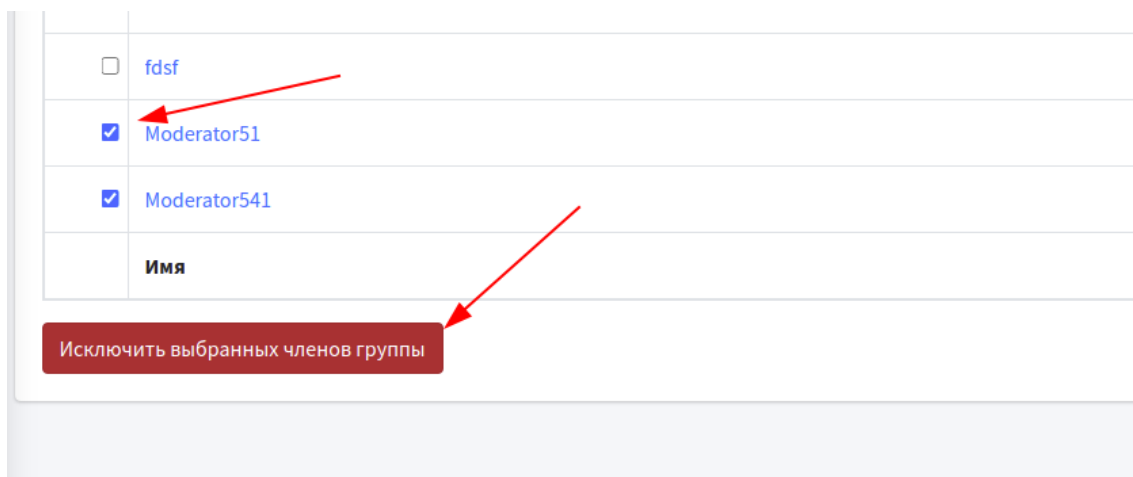 fdsf
Moderator51
Moderator541
Имя
Исключить выбранных членов группы